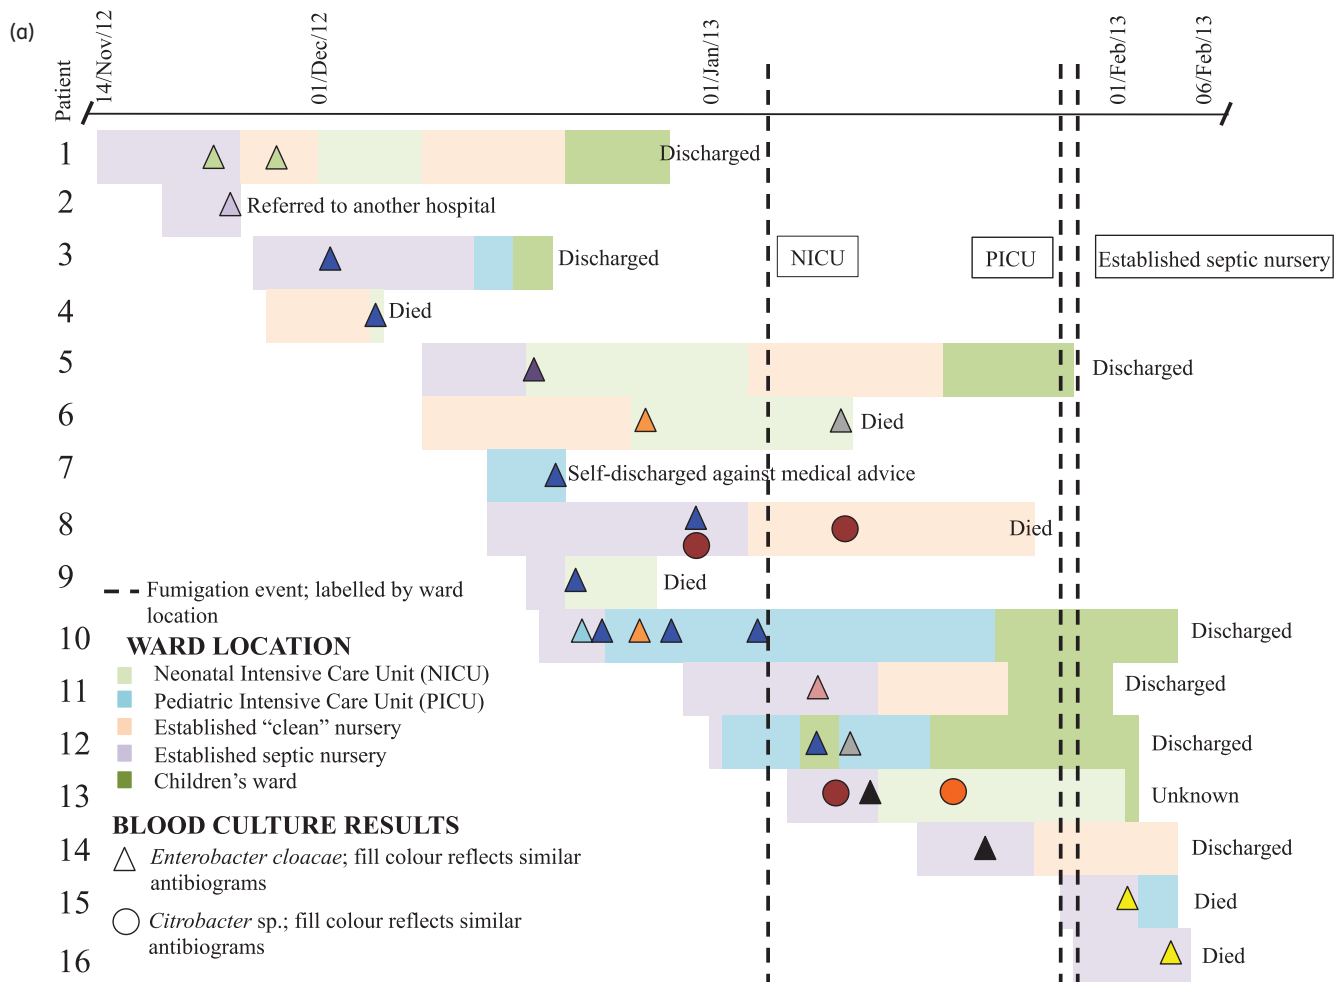 (a)
Patient
14/Nov/12
01/Dec/12
01/Jan/13
01/Feb/13
06/Feb/13
1
Discharged
2
Referred to another hospital
3
Discharged
NICU
PICU
Established septic nursery
4
Died
5
Discharged
6
Died
7
Self-discharged against medical advice
8
Died
9
Died
Fumigation event; labelled by ward
location
10
Discharged
WARD LOCATION
Neonatal Intensive Care Unit (NICU)
Pediatric Intensive Care Unit (PICU)
Established “clean” nursery
Established septic nursery
Children’s ward
11
Discharged
12
Discharged
13
Unknown
BLOOD CULTURE RESULTS
Enterobacter cloacae; fill colour reflects similar
antibiograms
Citrobacter sp.; fill colour reflects similar
antibiograms
14
Discharged
15
Died
16
Died